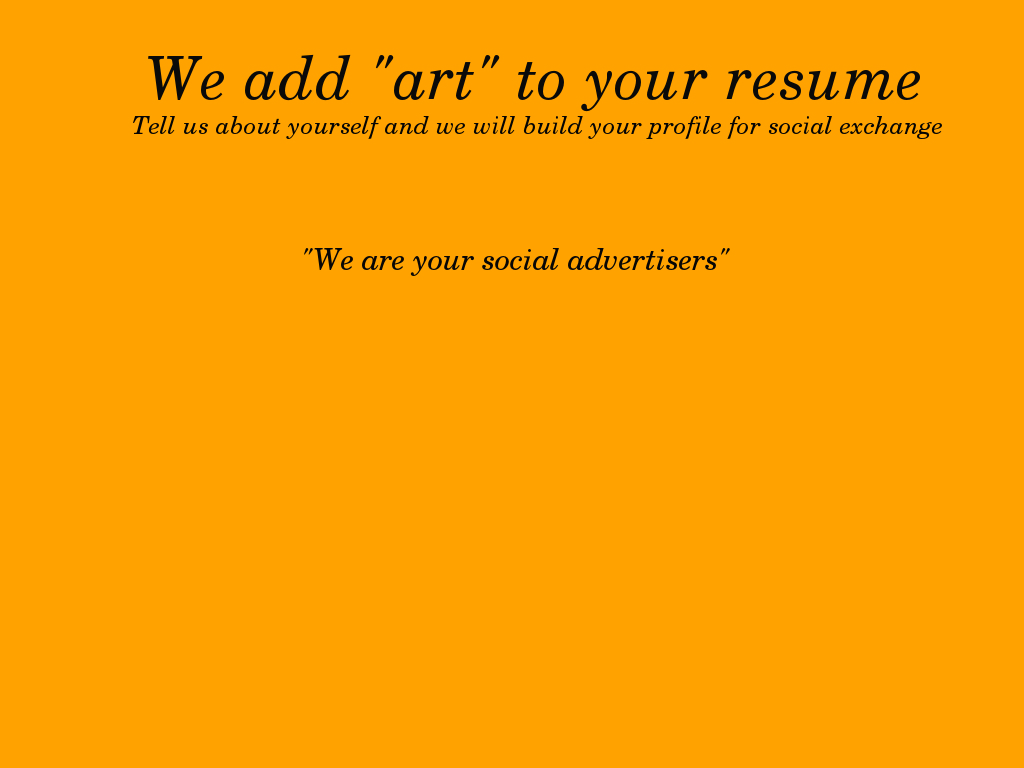 We add "art" to your resume
Tell us about yourself and we will build your profile for social exchange
"We are your social advertisers"